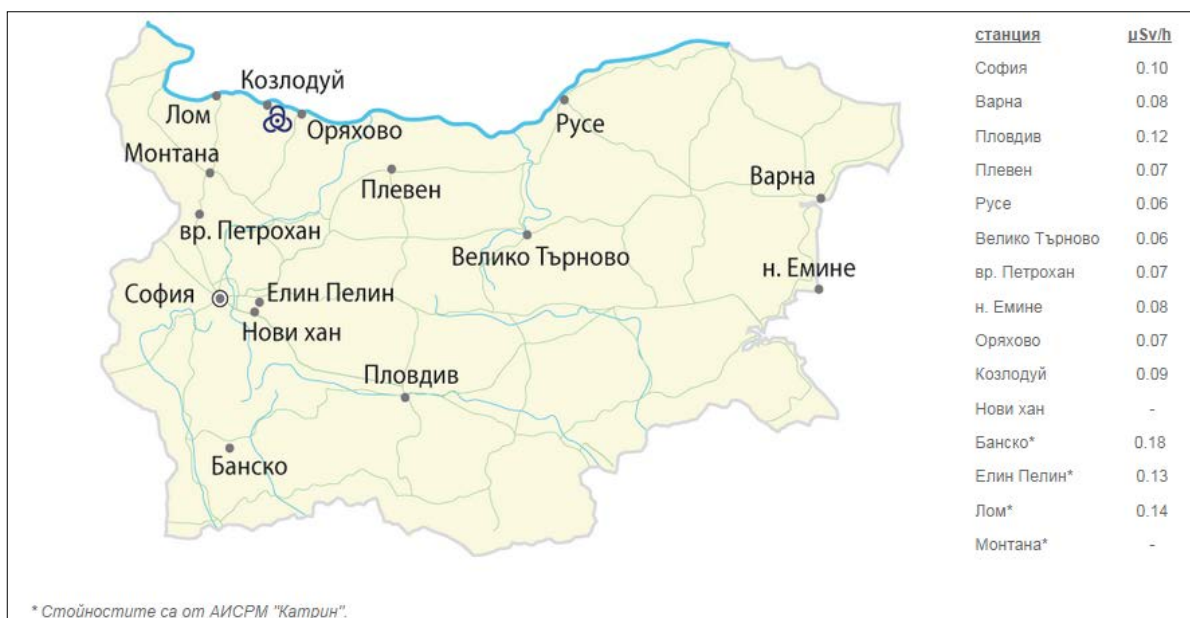 Козлодуй
Лом
Оряхово
Русе
Монтана
Плевен
Варна
вр. Петрохан
Велико Търново
н. Емине
София
Елин Пелин
Нови хан
Пловдив
Банско
станция µSv/h
София 0.10
Варна 0.08
Пловдив 0.12
Плевен 0.07
Русе 0.06
Велико Търново 0.06
вр. Петрохан 0.07
н. Емине 0.08
Оряхово 0.07
Козлодуй 0.09
Нови хан -
Банско* 0.18
Елин Пелин* 0.13
Лом* 0.14
Монтана* -
* Стойностите са от АИСРМ "Катрин".